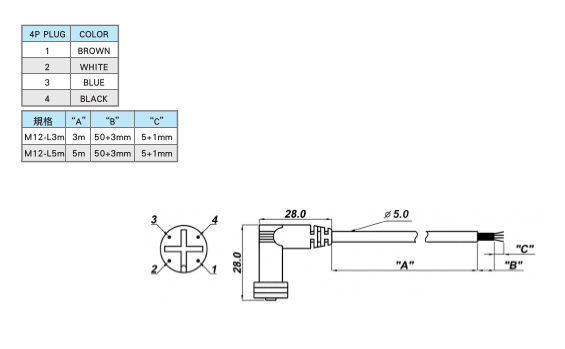 4P PLUG COLOR
1 BROWN
2 WHITE
3 BLUE
4 BLACK
規格 “A” “B” “C”
M12-L3m 3m 50+3mm 5+1mm
M12-L5m 5m 50+3mm 5+1mm
3 4
2 1
28.0
28.0
⌀ 5.0
"A"
"B"
"C"